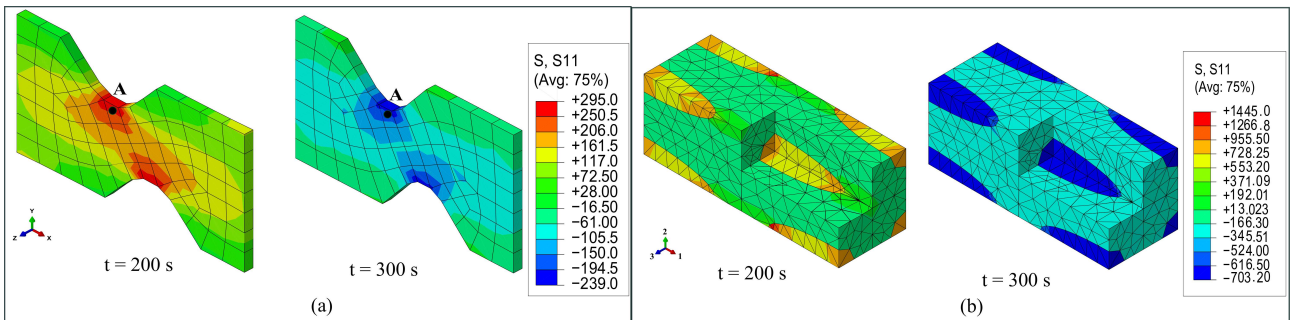 A
A
S, S11
(Avg: 75%)
+295.0
+250.5
+206.0
+161.5
+117.0
+72.50
+28.00
−16.50
−61.00
−105.5
−150.0
−194.5
−239.0
Y
Z X
t = 200 s
t = 300 s
(a)
S, S11
(Avg: 75%)
+1445.0
+1266.8
+955.50
+728.25
+553.20
+371.09
+192.01
+13.023
−166.30
−345.51
−524.00
−616.50
−703.20
2
3 1
t = 200 s
t = 300 s
(b)